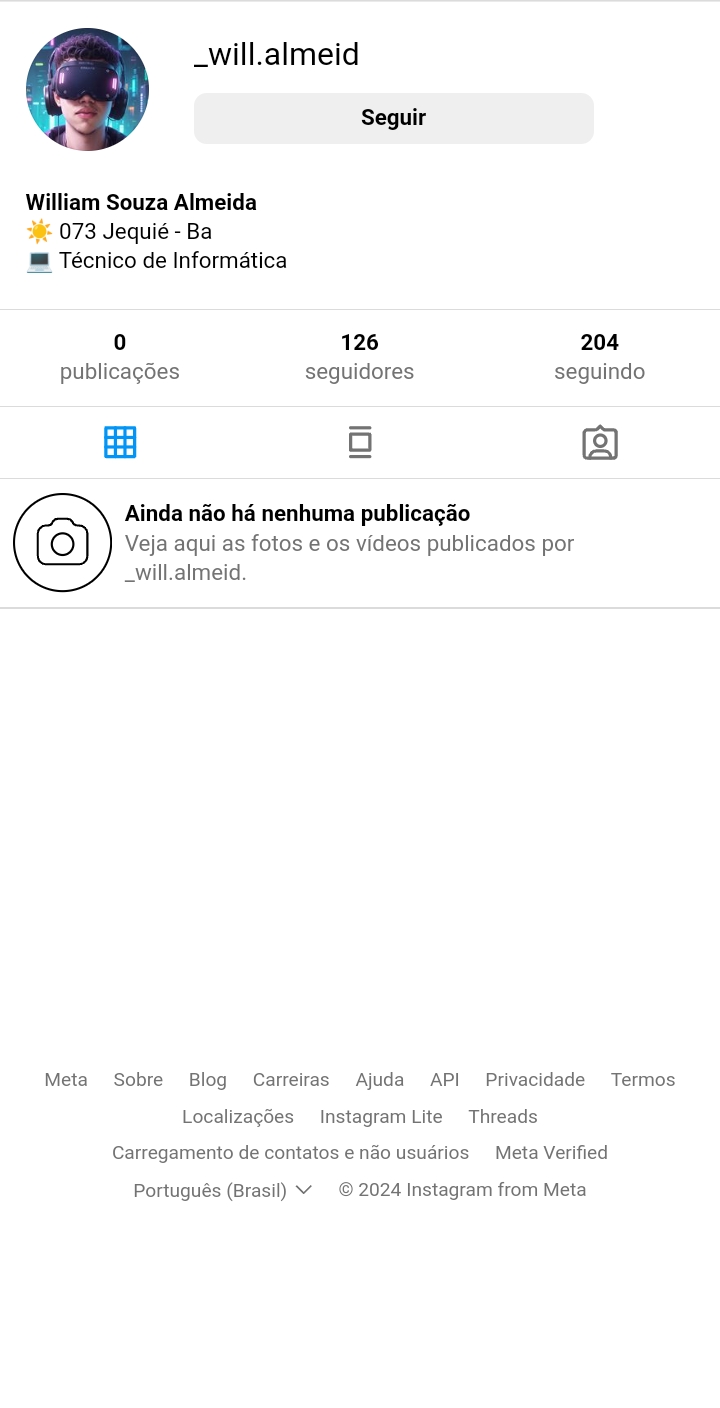 _will.almeid
Seguir
William Souza Almeida
☀️ 073 Jequié - Ba
💻 Técnico de Informática
0 126 204
publicações seguidores seguindo
Ainda não há nenhuma publicação
Veja aqui as fotos e os vídeos publicados por
_will.almeid.
Meta Sobre Blog Carreiras Ajuda API Privacidade Termos
Localizações Instagram Lite Threads
Carregamento de contatos e não usuários Meta Verified
Português (Brasil) © 2024 Instagram from Meta